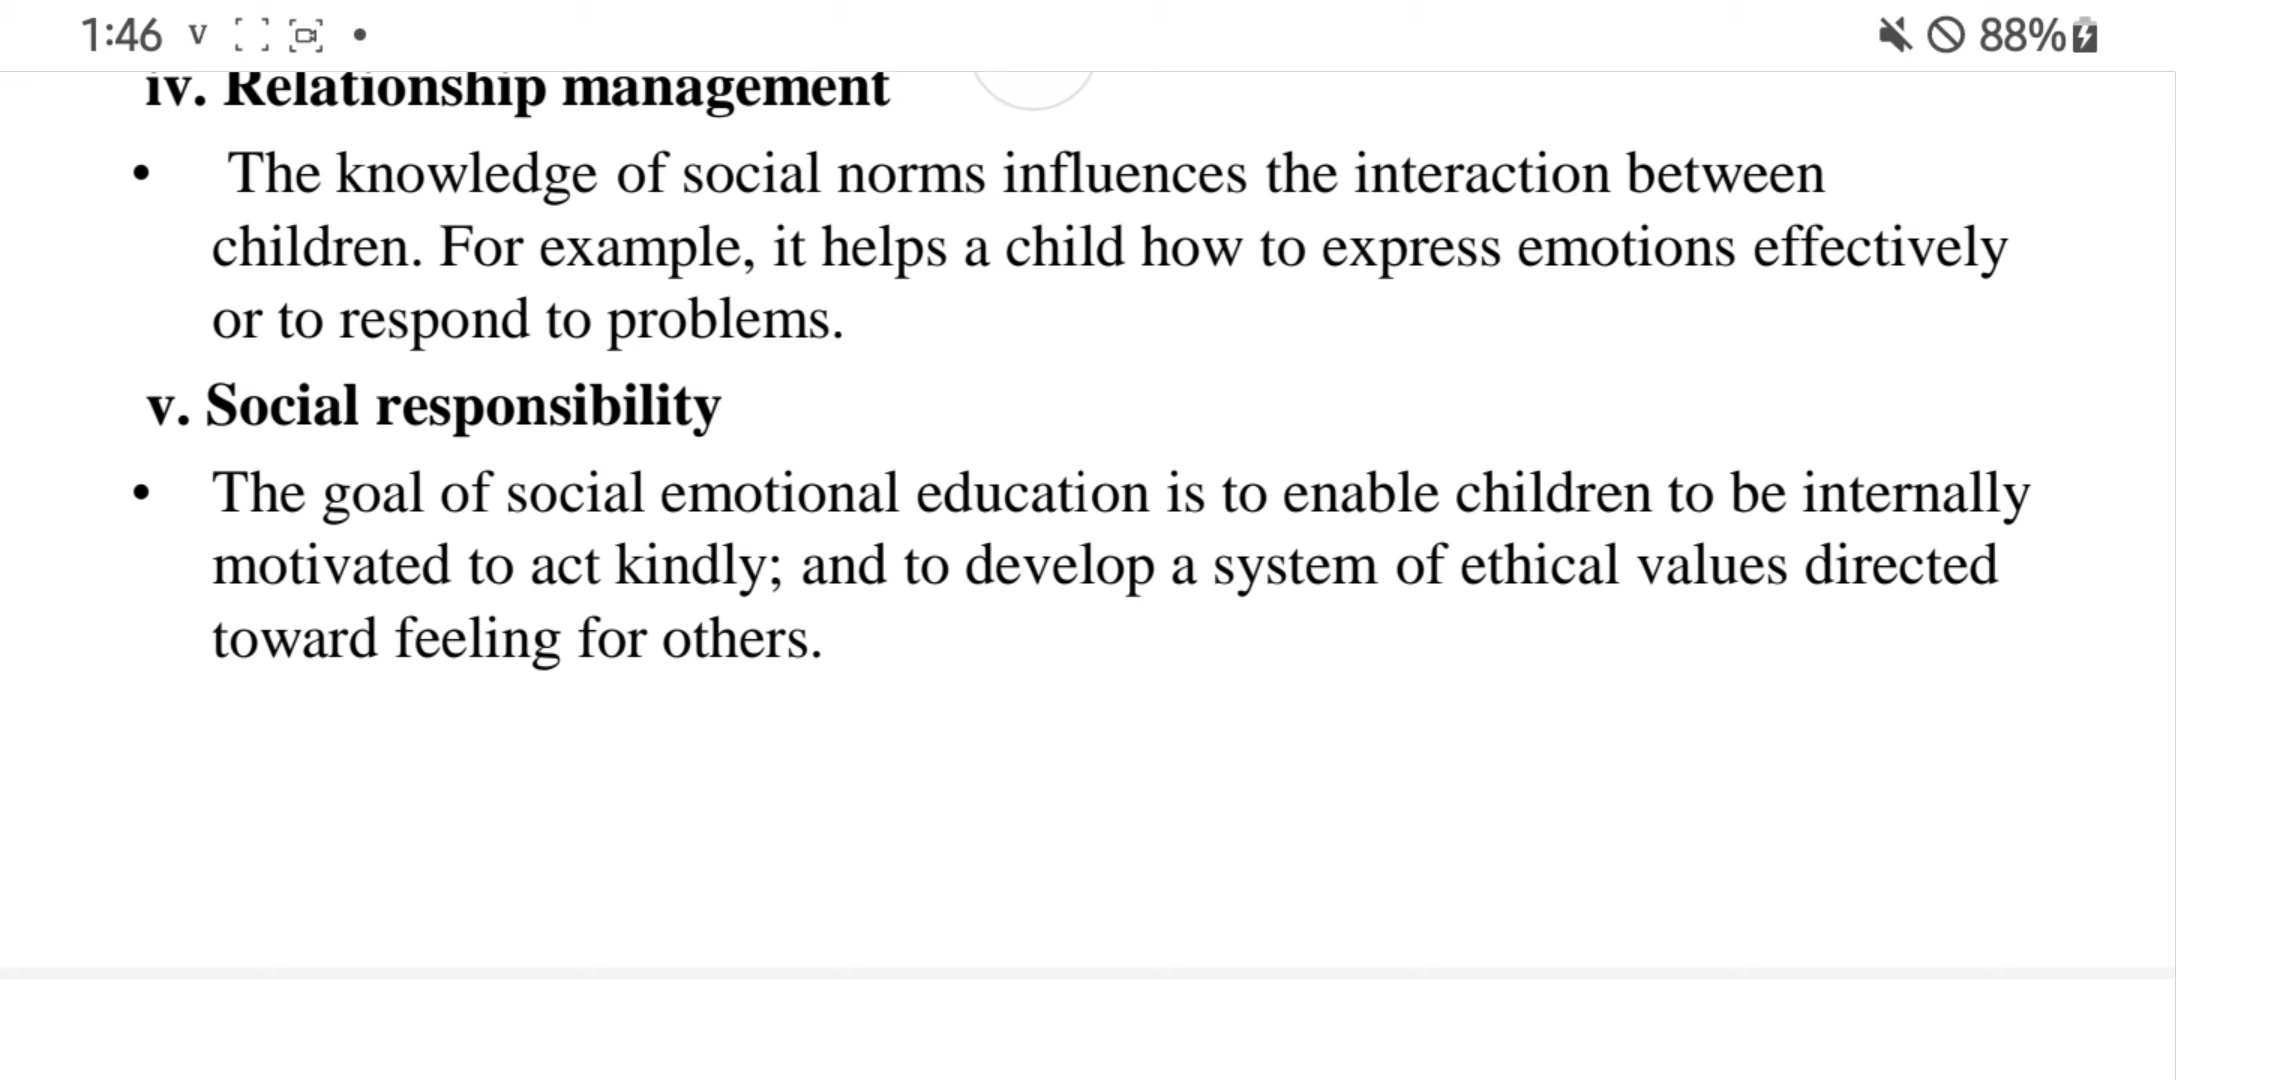 1:46 v 88%
iv. Relationship management
• The knowledge of social norms influences the interaction between
children. For example, it helps a child how to express emotions effectively
or to respond to problems.
v. Social responsibility
• The goal of social emotional education is to enable children to be internally
motivated to act kindly; and to develop a system of ethical values directed
toward feeling for others.